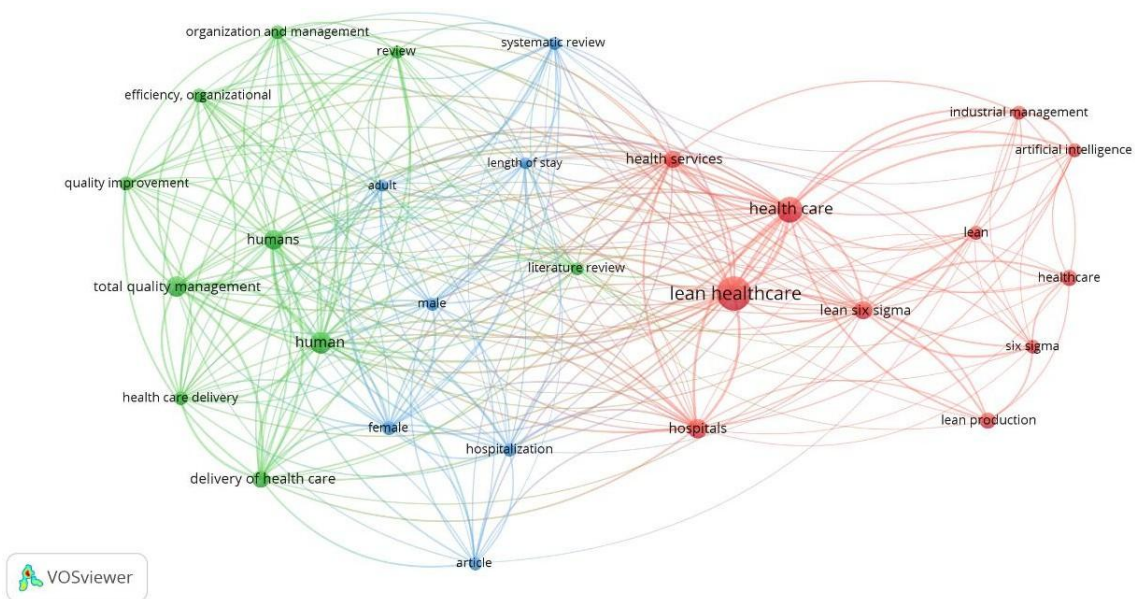 organization and management
systematic review
review
efficiency, organizational
industrial management
artificial intelligence
health services
length of stay
quality improvement
adult
health care
lean
humans
literature review
healthcare
total quality management
lean healthcare
male
lean six sigma
human
six sigma
health care delivery
lean production
female
hospitals
hospitalization
delivery of health care
article
VOSviewer